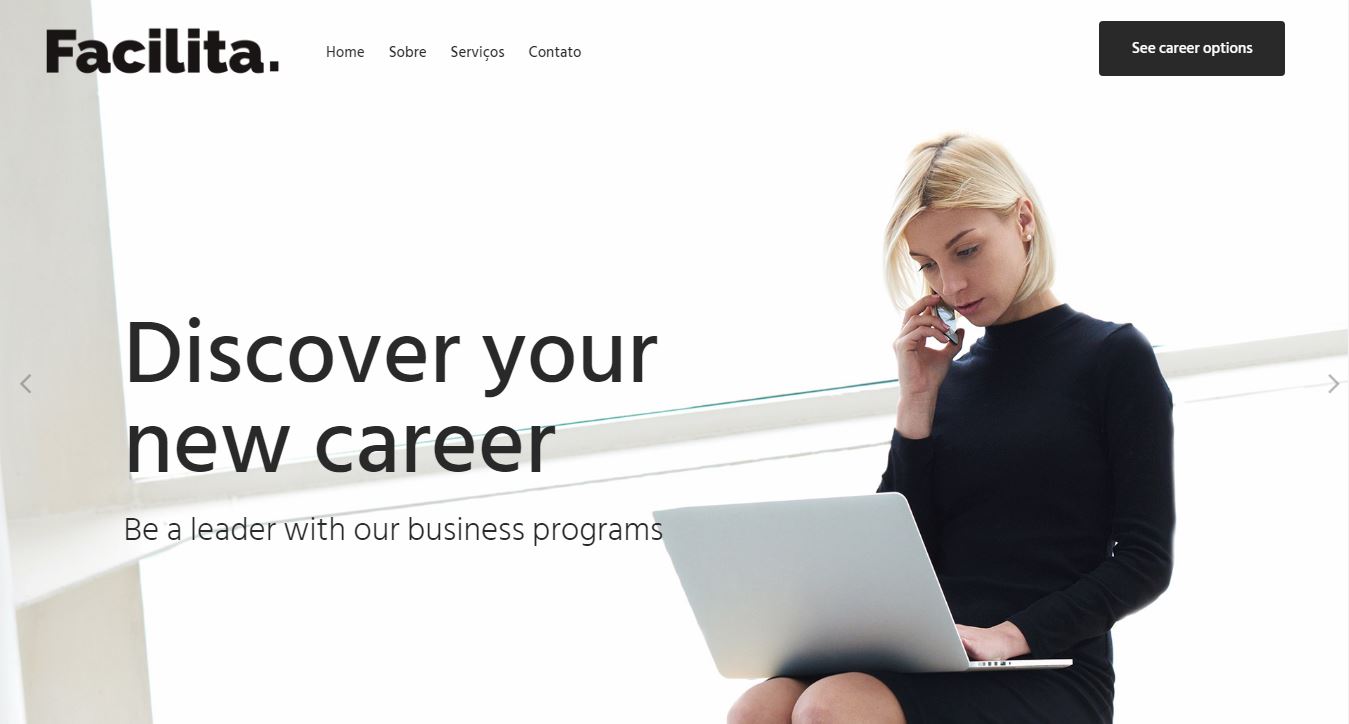 Facilita.
Home Sobre Serviços Contato
See career options
Discover your
new career
Be a leader with our business programs